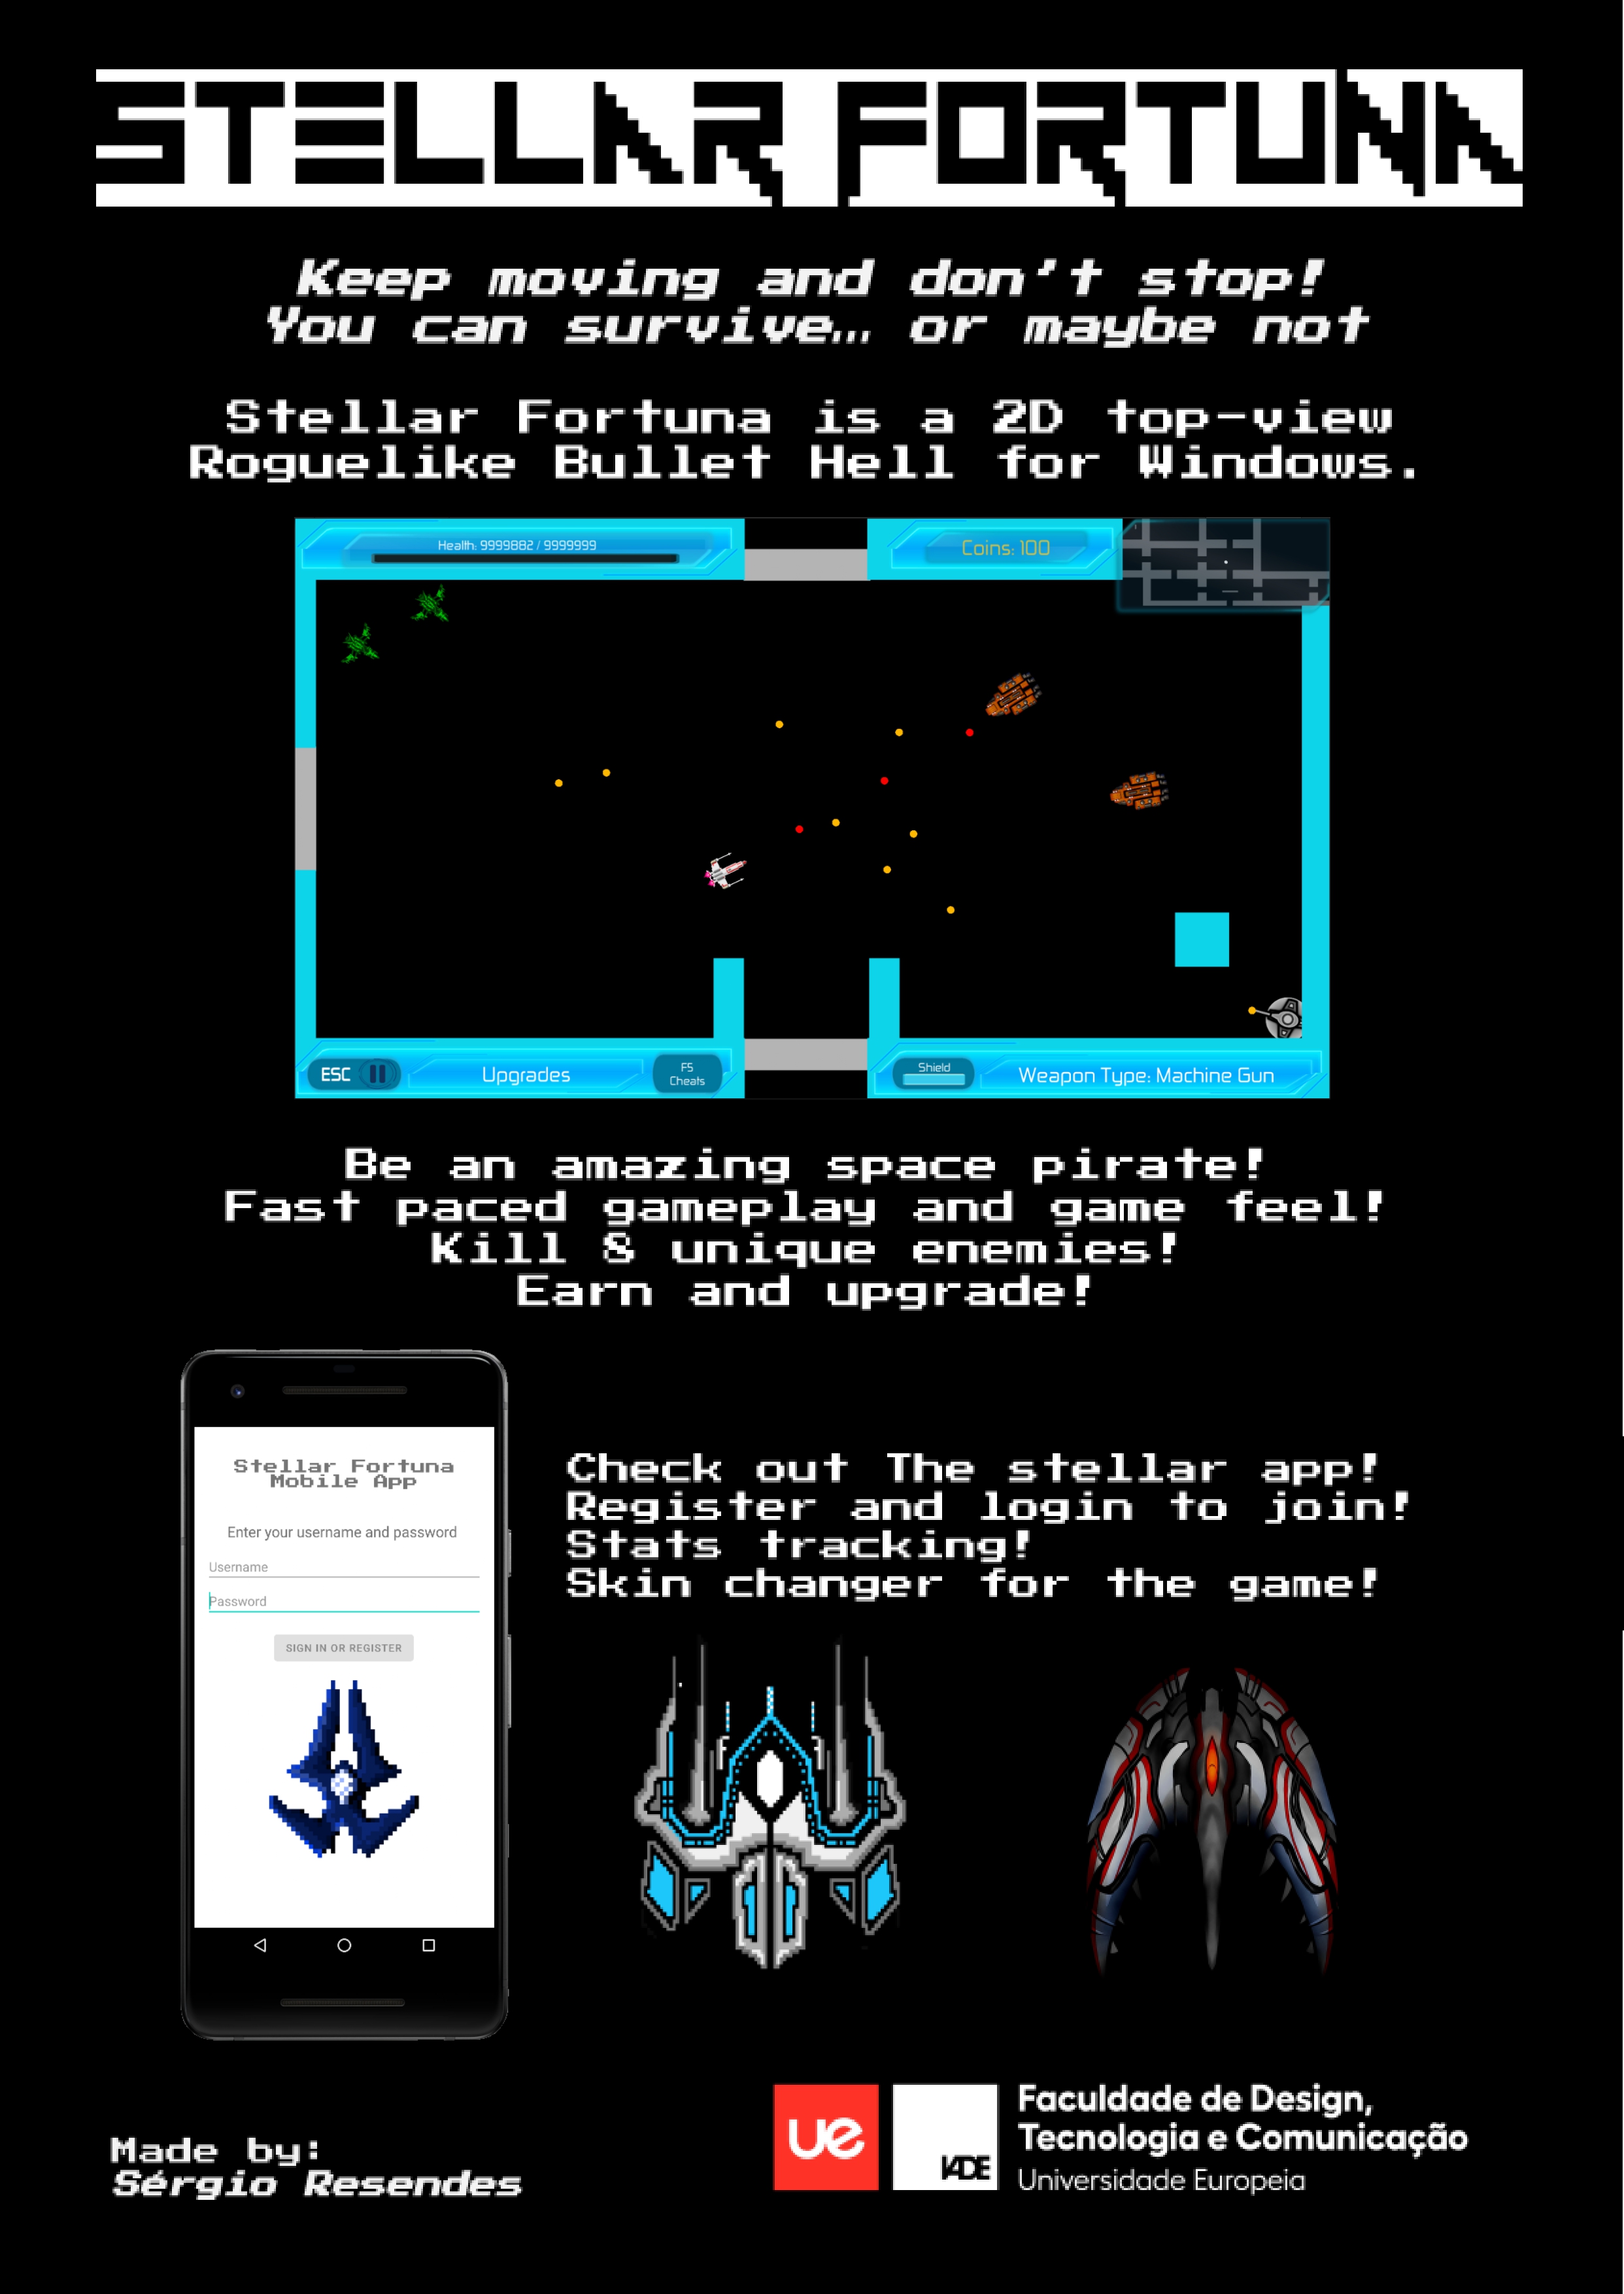 STELLAR FORTUNA
Keep moving and don't stop!
You can survive... or maybe not
Stellar Fortuna is a 2D top-view
Roguelike Bullet Hell for Windows.
Health: 9999882 / 9999999
Coins: 100
ESC
Upgrades
F5
Cheats
Shield
Weapon Type: Machine Gun
Be an amazing space pirate!
Fast paced gameplay and game feel!
Kill 8 unique enemies!
Earn and upgrade!
Stellar Fortuna
Mobile App
Enter your username and password
Username
Password
SIGN IN OR REGISTER
Check out The stellar app!
Register and login to join!
Stats tracking!
Skin changer for the game!
Made by:
Sérgio Resendes
ue
IADE
Faculdade de Design,
Tecnologia e Comunicação
Universidade Europeia